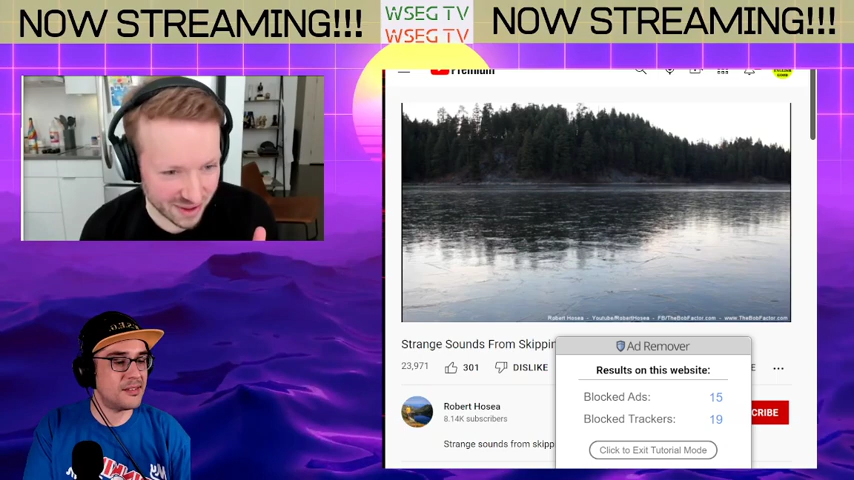 NOW STREAMING!!!
WSEG TV
WSEG TV
NOW STREAMING!!!
Premium
Robert Hosea - Youtube/RobertHosea - FB/TheBobFactor.com - www.TheBobFactor.com
Strange Sounds From Skippin
23,971
301
DISLIKE
Ad Remover
Results on this website:
Blocked Ads: 15
Blocked Trackers: 19
Click to Exit Tutorial Mode
Robert Hosea
8.14K subscribers
CRIBE
Strange sounds from skipp